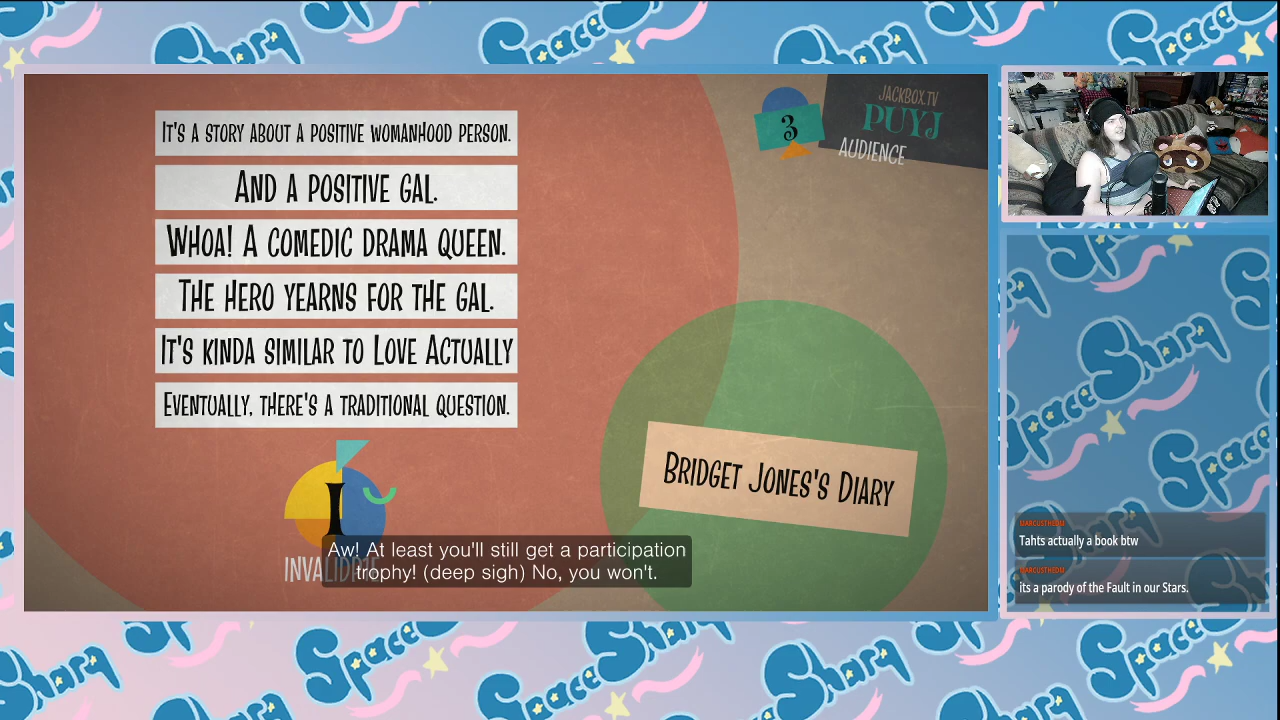 It's a story about a positive womanhood person.
And a positive gal.
Whoa! A comedic drama queen.
The hero yearns for the gal.
It's kinda similar to Love Actually
Eventually, there's a traditional question.
3
JACKBOX.TV
PUYJ
AUDIENCE
Bridget Jones's Diary
Aw! At least you'll still get a participation
trophy! (deep sigh) No, you won't.
Tahts actually a book btw
its a parody of the Fault in our Stars.
Space Sharq